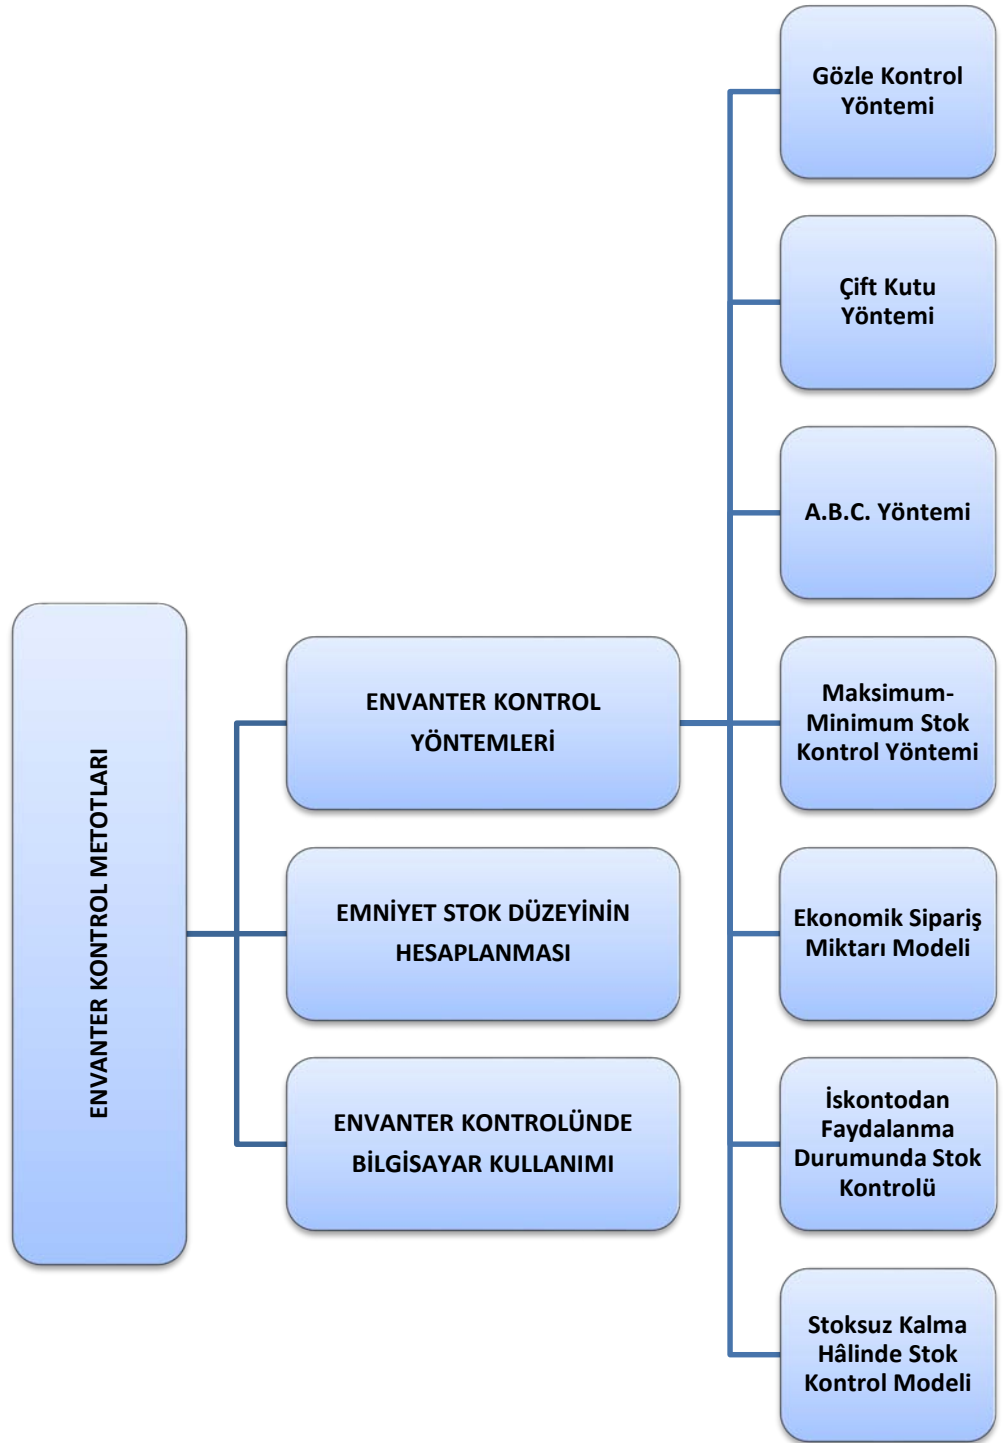 ENVANTER KONTROL METOTLARI
ENVANTER KONTROL
YÖNTEMLERİ
EMNİYET STOK DÜZEYİNİN
HESAPLANMASI
ENVANTER KONTROLÜNDE
BİLGİSAYAR KULLANIMI
Gözle Kontrol
Yöntemi
Çift Kutu
Yöntemi
A.B.C. Yöntemi
Maksimum-
Minimum Stok
Kontrol Yöntemi
Ekonomik Sipariş
Miktarı Modeli
İskontodan
Faydalanma
Durumunda Stok
Kontrolü
Stoksuz Kalma
Hâlinde Stok
Kontrol Modeli